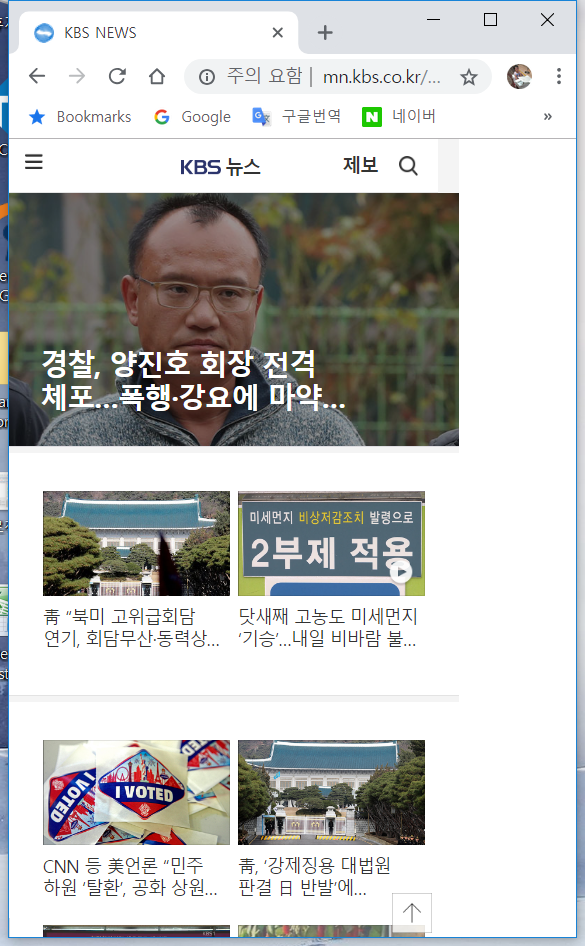 KBS NEWS
주의 요함 | mn.kbs.co.kr/...
Bookmarks
Google
구글번역
네이버
»
KBS 뉴스
제보
경찰, 양진호 회장 전격
체포...폭행·강요에 마약...
미세먼지 비상저감조치 발령으로
2부제 적용
靑 “북미 고위급회담
연기, 회담무산·동력상...
닷새째 고농도 미세먼지
‘기승’...내일 비바람 불...
I VOTED
I VOTED
VOTED
CNN 등 美언론 “민주
하원 ‘탈환’, 공화 상원...
靑, ‘강제징용 대법원
판결 日 반발’에...